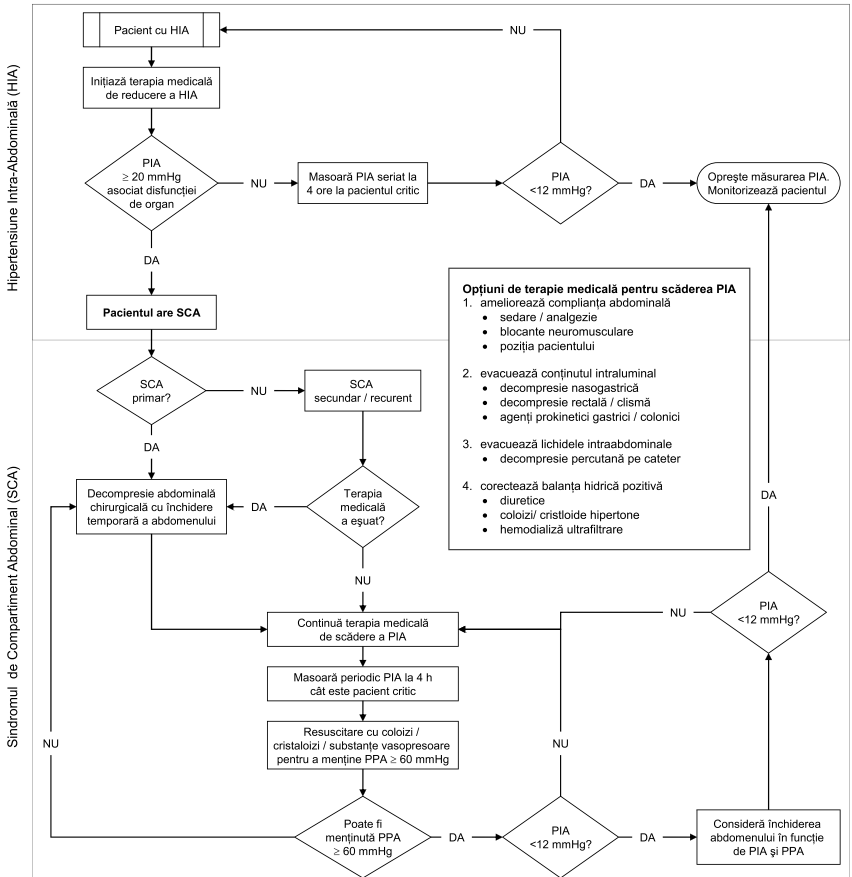 Hipertensiune Intra-Abdominală (HIA)
Pacient cu HIA
NU
Inițiază terapia medicală
de reducere a HIA
PIA
≥ 20 mmHg
asociat disfuncției
de organ
NU
Masoară PIA seriat la
4 ore la pacientul critic
PIA
<12 mmHg?
DA
Oprește măsurarea PIA.
Monitorizează pacientul
DA
Pacientul are SCA
Opțiuni de terapie medicală pentru scăderea PIA
1. ameliorează complianța abdominală
• sedare / analgezie
• blocante neuromusculare
• poziția pacientului
2. evacuează conținutul intraluminal
• decompresie nasogastrică
• decompresie rectală / clismă
• agenți prokinetici gastrici / colonici
3. evacuează lichidele intraabdominale
• decompresie percutană pe cateter
4. corectează balanța hidrică pozitivă
• diuretice
• coloizi/ cristloide hipertone
• hemodializă ultrafiltrare
Sindromul de Compartiment Abdominal (SCA)
SCA
primar?
NU
SCA
secundar / recurent
DA
Decompresie abdominală
chirurgicală cu închidere
temporară a abdomenului
DA
Terapia
medicală
a eşuat?
DA
NU
PIA
<12 mmHg?
NU
Continuă terapia medicală
de scădere a PIA
Masoară periodic PIA la 4 h
cât este pacient critic
Resuscitare cu coloizi /
cristaloizi / substanțe vasopresoare
pentru a menține PPA ≥ 60 mmHg
NU
NU
Poate fi
menținută PPA
≥ 60 mmHg
DA
PIA
<12 mmHg?
DA
Consideră închiderea
abdomenului în funcție
de PIA şi PPA